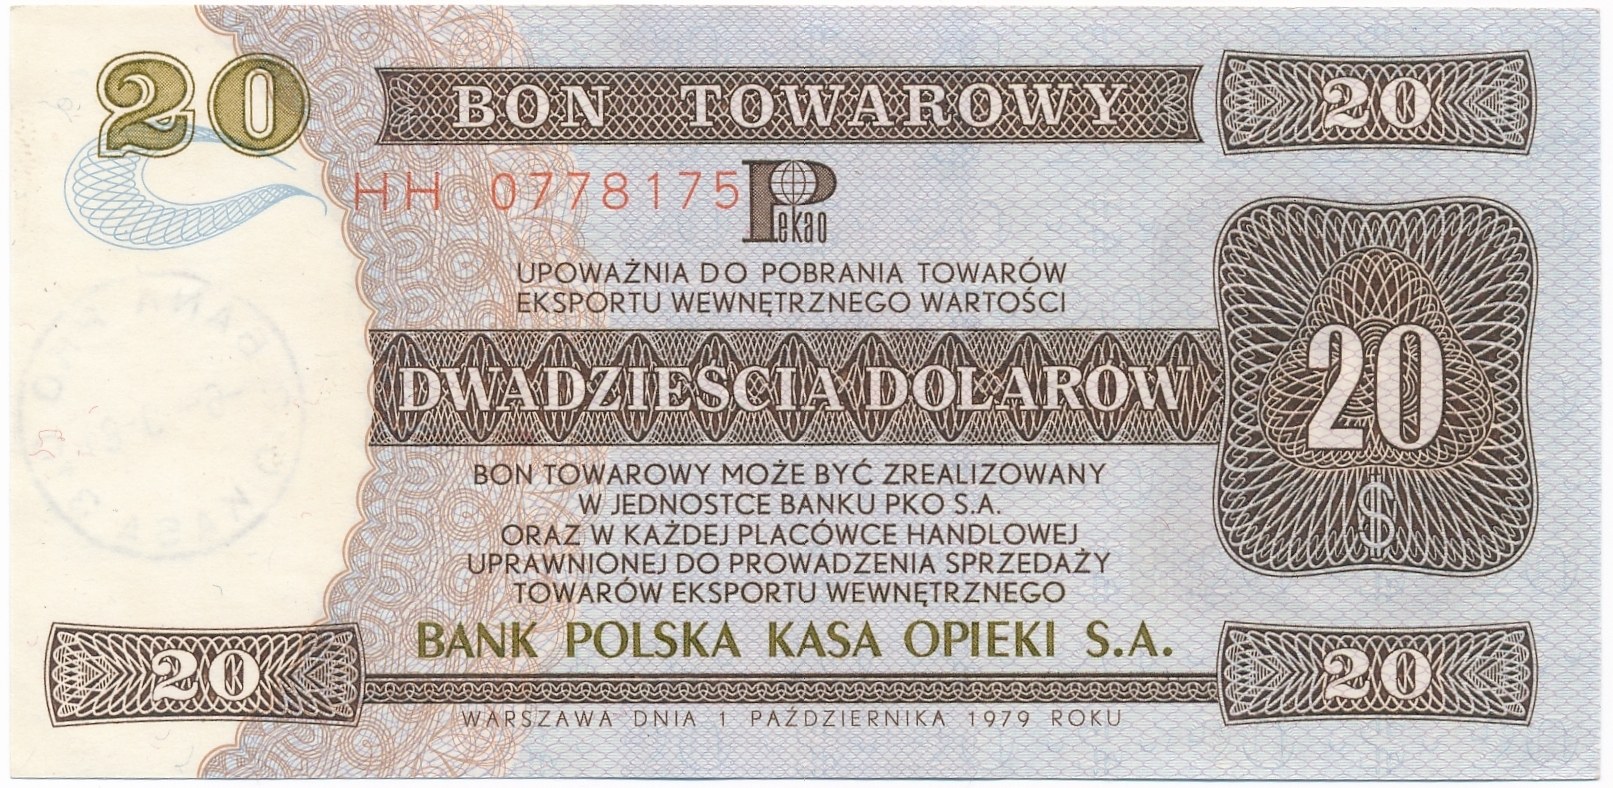 20
BON TOWAROWY
20
HH 0778175
Pekao
UPOWAŻNIA DO POBRANIA TOWARÓW
EKSPORTU WEWNĘTRZNEGO WARTOŚCI
DWADZIEŚCIA DOLARÓW
20
$
BON TOWAROWY MOŻE BYĆ ZREALIZOWANY
W JEDNOSTCE BANKU PKO S.A.
ORAZ W KAŻDEJ PLACÓWCE HANDLOWEJ
UPRAWNIONEJ DO PROWADZENIA SPRZEDAŻY
TOWARÓW EKSPORTU WEWNĘTRZNEGO
BANK POLSKA KASA OPIEKI S.A.
20
20
WARSZAWA DNIA 1 PAŹDZIERNIKA 1979 ROKU